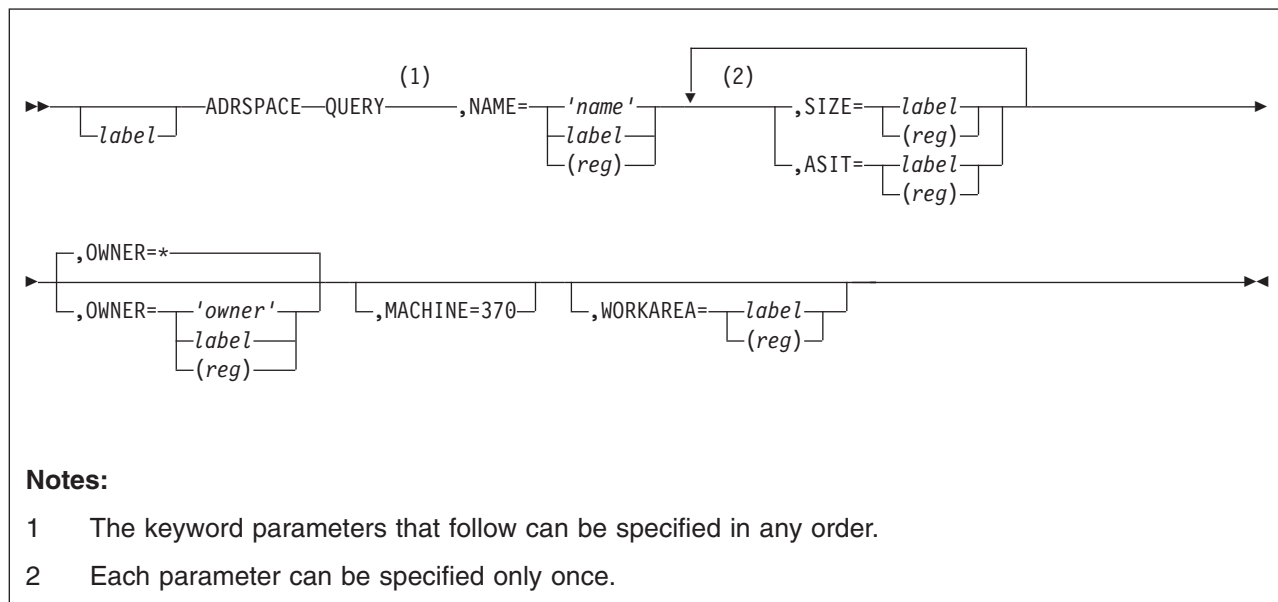 (1) (2)
ADRSPACE QUERY ,NAME= 'name' ,SIZE= label
label label (reg)
(reg) ,ASIT= label
(reg)
,OWNER=*
,OWNER= 'owner' ,MACHINE=370 ,WORKAREA= label
label (reg)
(reg)
Notes:
1 The keyword parameters that follow can be specified in any order.
2 Each parameter can be specified only once.